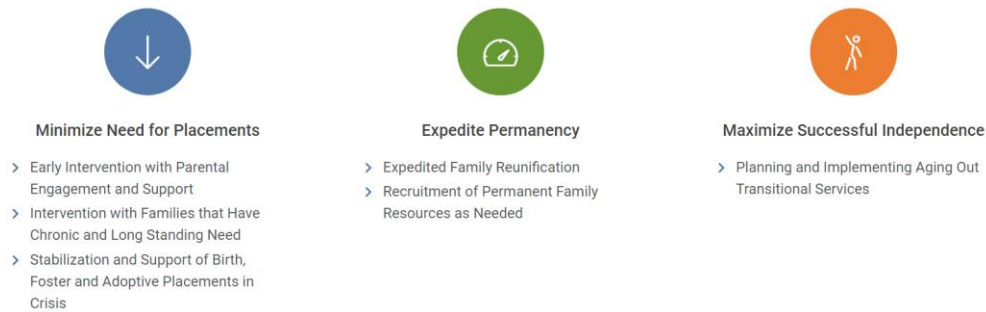 Minimize Need for Placements
Early Intervention with Parental
Engagement and Support
Intervention with Families that Have
Chronic and Long Standing Need
Stabilization and Support of Birth,
Foster and Adoptive Placements in
Crisis
Expedite Permanency
Expedited Family Reunification
Recruitment of Permanent Family
Resources as Needed
Maximize Successful Independence
Planning and Implementing Aging Out
Transitional Services